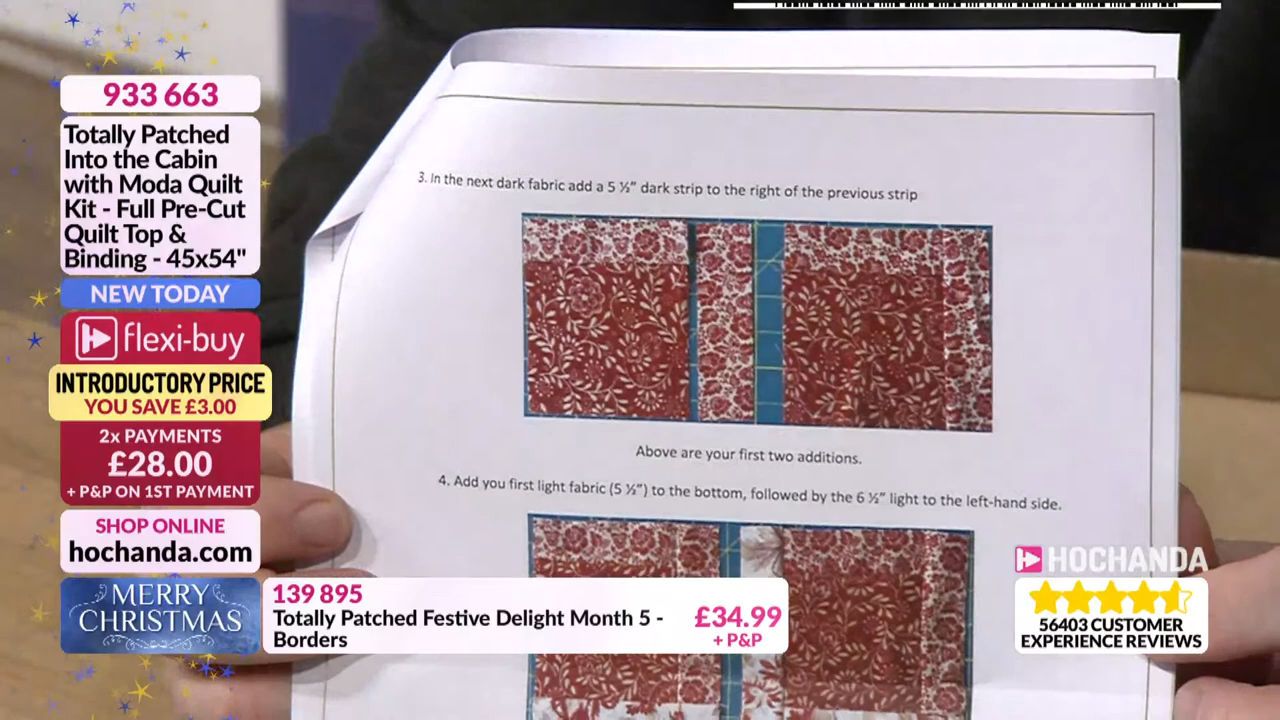 933 663
Totally Patched
Into the Cabin
with Moda Quilt
Kit - Full Pre-Cut
Quilt Top &
Binding - 45x54"
NEW TODAY
flexi-buy
INTRODUCTORY PRICE
YOU SAVE £3.00
2x PAYMENTS
£28.00
+ P&P ON 1ST PAYMENT
SHOP ONLINE
hochanda.com
MERRY
CHRISTMAS
139 895
Totally Patched Festive Delight Month 5 -
Borders
£34.99
+ P&P
3. In the next dark fabric add a 5 ½” dark strip to the right of the previous strip
Above are your first two additions.
4. Add you first light fabric (5 ½”) to the bottom, followed by the 6 ½” light to the left-hand side.
HOCHANDA
56403 CUSTOMER
EXPERIENCE REVIEWS